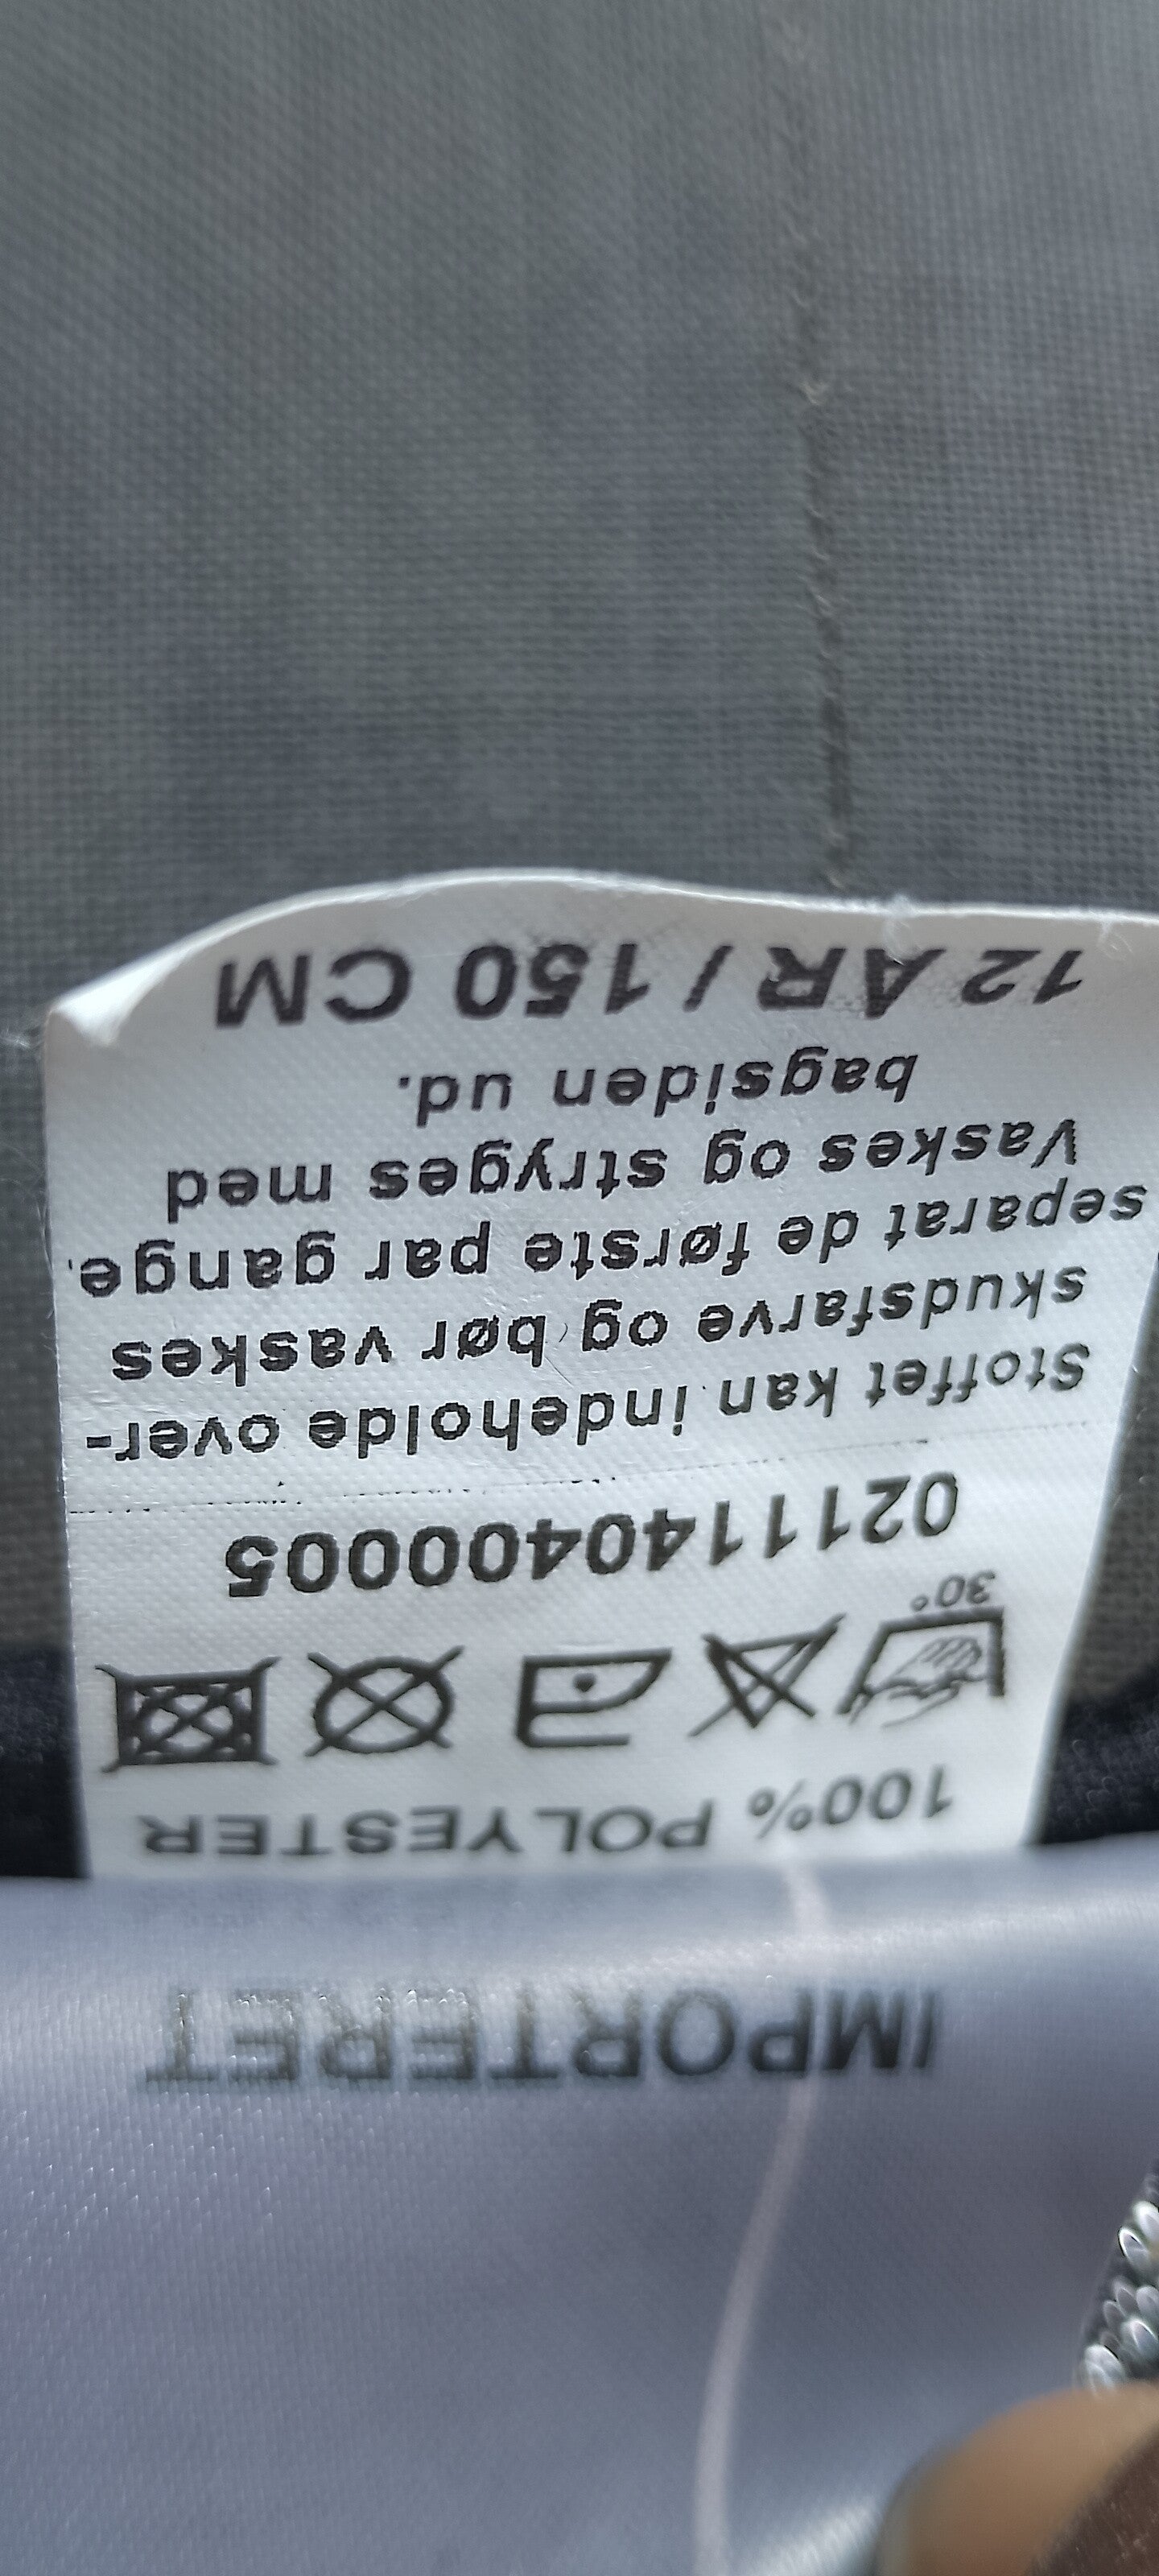 IMPORTERET
100% POLYESTER
30°
0211140400005
Stoffet kan indeholde over-
skudsfarve og bør vaskes
separat de første par gange.
Vaskes og stryges med
bagsiden ud.
12 ÅR / 150 CM